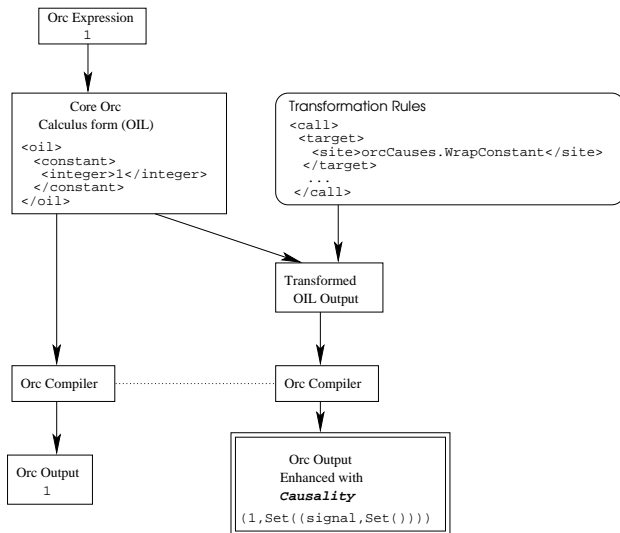 Orc Expression
1
Core Orc
Calculus form (OIL)
<oil>
<constant>
<integer>1</integer>
</constant>
</oil>
Transformation Rules
<call>
<target>
<site>orcCauses.WrapConstant</site>
</target>
...
</call>
Transformed
OIL Output
Orc Compiler
Orc Compiler
Orc Output
1
Orc Output
Enhanced with
Causality
(1,Set((signal,Set())))